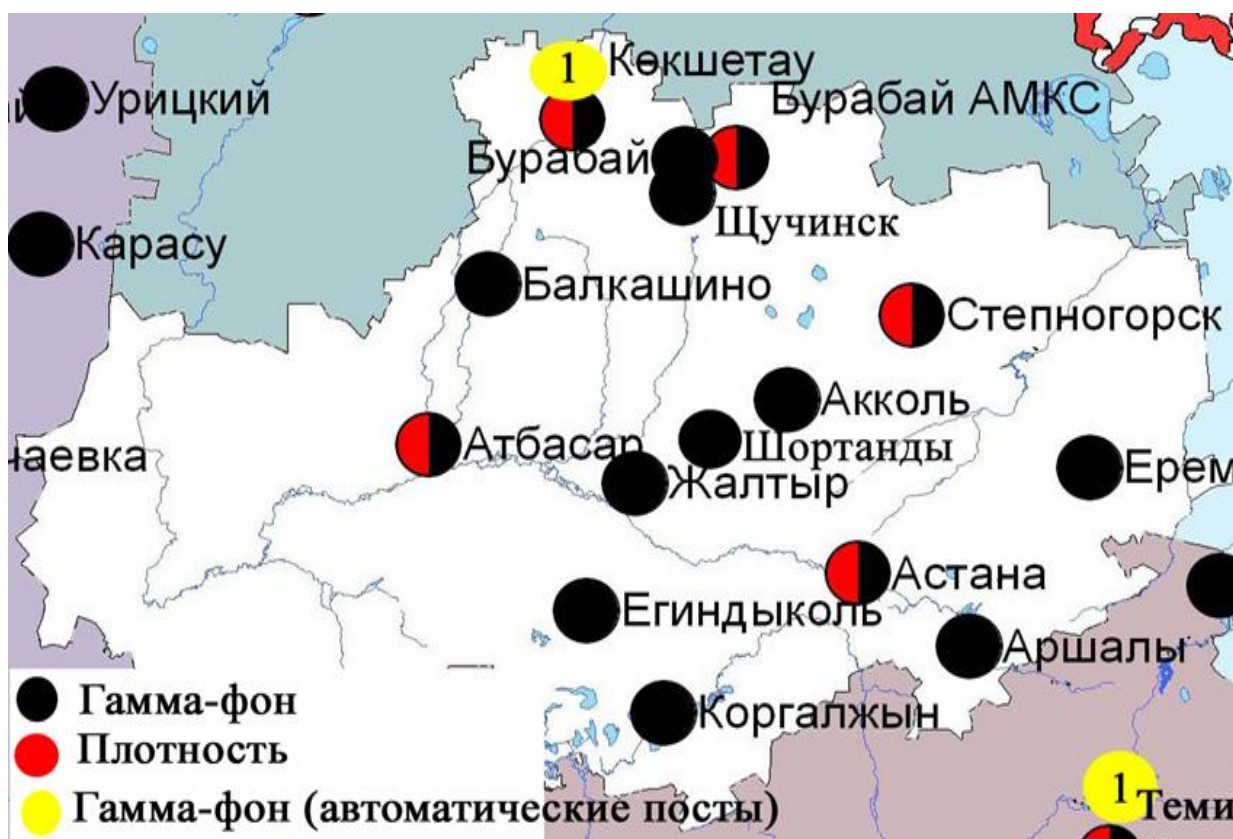 1
Көкшетау
Урицкий
Бурабай АМКС
Бурабай
Щучинск
Карасу
Балкашино
Степногорск
Акколь
Атбасар
Шортанды
Жалтыр
Астана
Егиндыколь
Аршалы
Коргалжын
Гамма-фон
Плотность
1
Гамма-фон (автоматические посты)